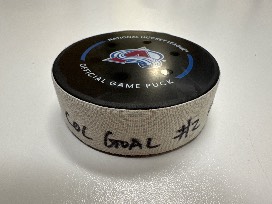 NATIONAL HOCKEY LEAGUE
OFFICIAL GAME PUCK
COL GOAL #2